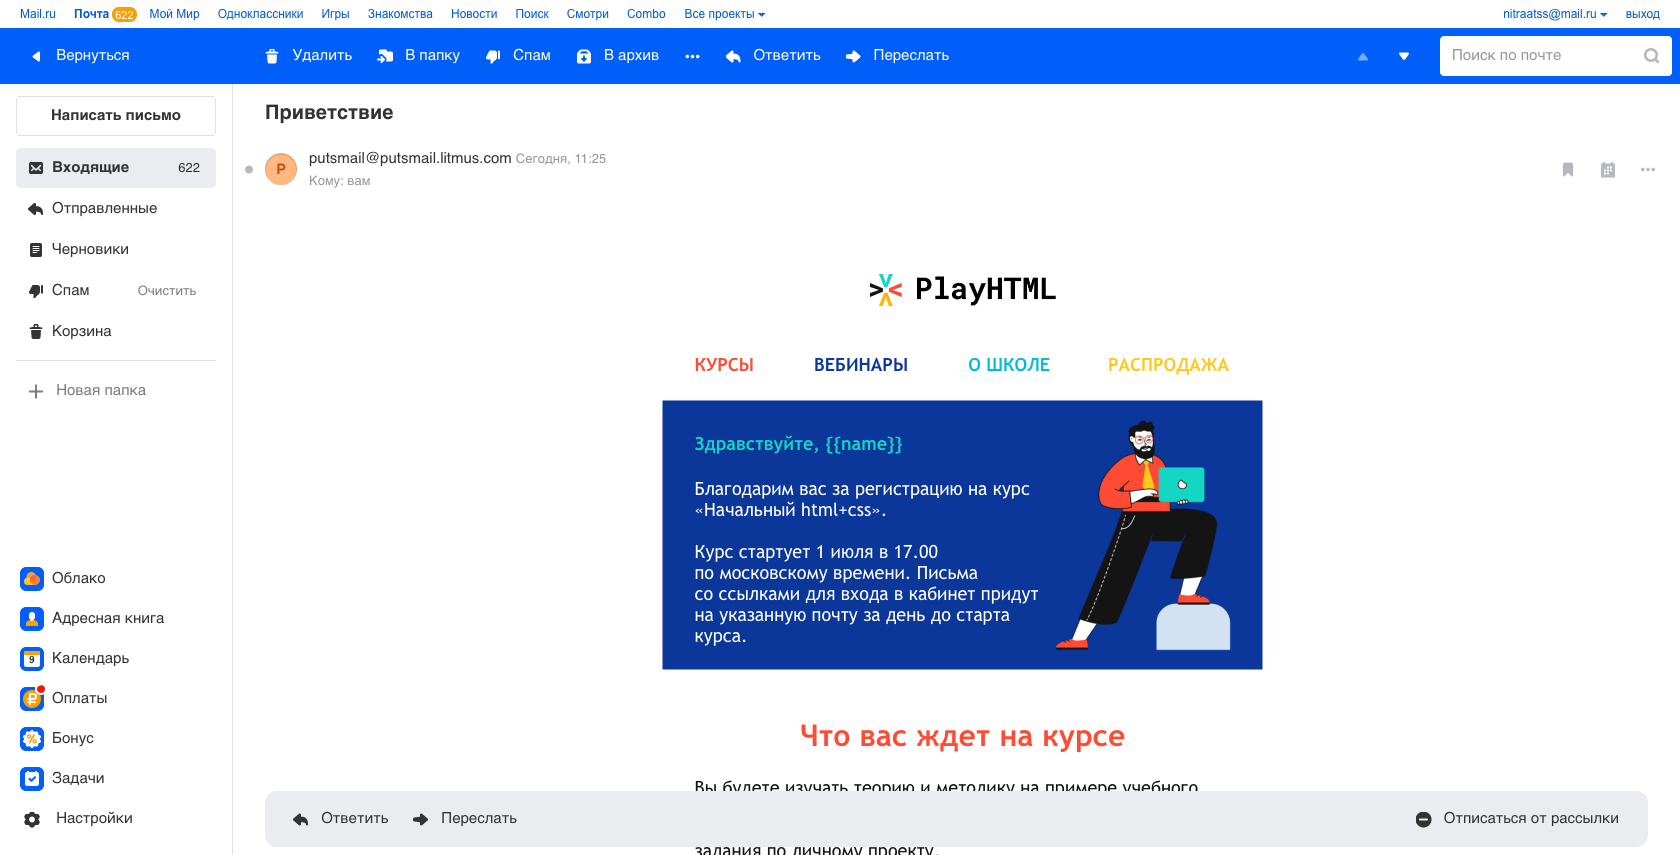 Mail.ru Почта 622 Мой Мир Одноклассники Игры Знакомства Новости Поиск Смотри Combo Все проекты nitraatss@mail.ru выход
Вернуться Удалить В папку Спам В архив Ответить Переслать Поиск по почте
Написать письмо
Входящие 622
Отправленные
Черновики
Спам Очистить
Корзина
Новая папка
Облако
Адресная книга
Календарь
9
Оплаты
Бонус
Задачи
Настройки
Приветствие
P
putsmail@putsmail.litmus.com Сегодня, 11:25
Кому: вам
PlayHTML
КУРСЫ ВЕБИНАРЫ О ШКОЛЕ РАСПРОДАЖА
Здравствуйте, {{name}}
Благодарим вас за регистрацию на курс
«Начальный html+css».
Курс стартует 1 июля в 17.00
по московскому времени. Письма
со ссылками для входа в кабинет придут
на указанную почту за день до старта
курса.
Что вас ждет на курсе
Вы будете изучать теорию и методику на примере учебного
задания по личному проекту.
Ответить Переслать Отписаться от рассылки